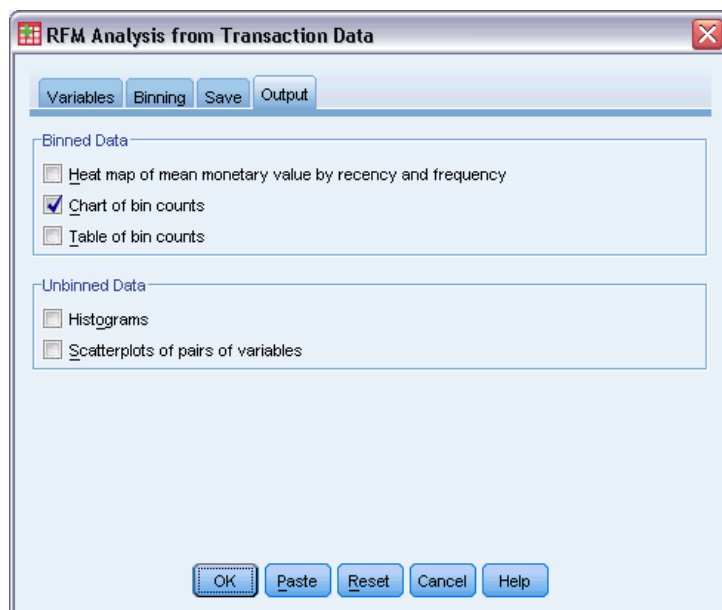 RFM Analysis from Transaction Data
Variables Binning Save Output
Binned Data
Heat map of mean monetary value by recency and frequency
Chart of bin counts
Table of bin counts
Unbinned Data
Histograms
Scatterplots of pairs of variables
OK Paste Reset Cancel Help